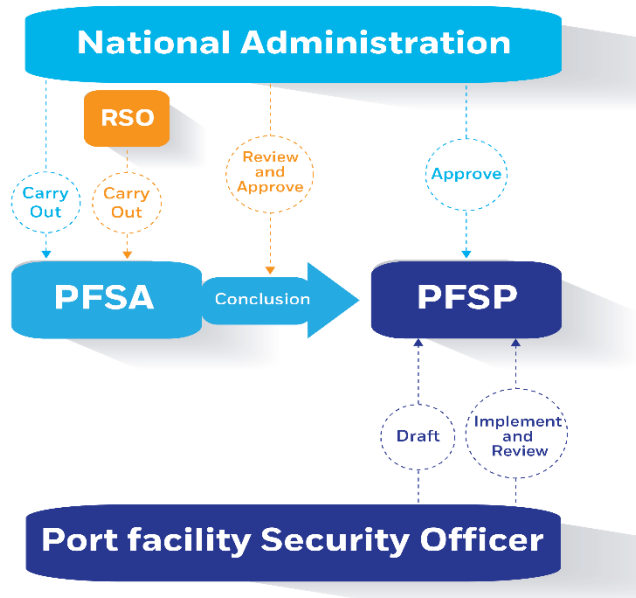 National Administration
RSO
Carry
Out
Carry
Out
Review
and
Approve
Approve
PFSA
Conclusion
PFSP
Draft
Implement
and
Review
Port facility Security Officer